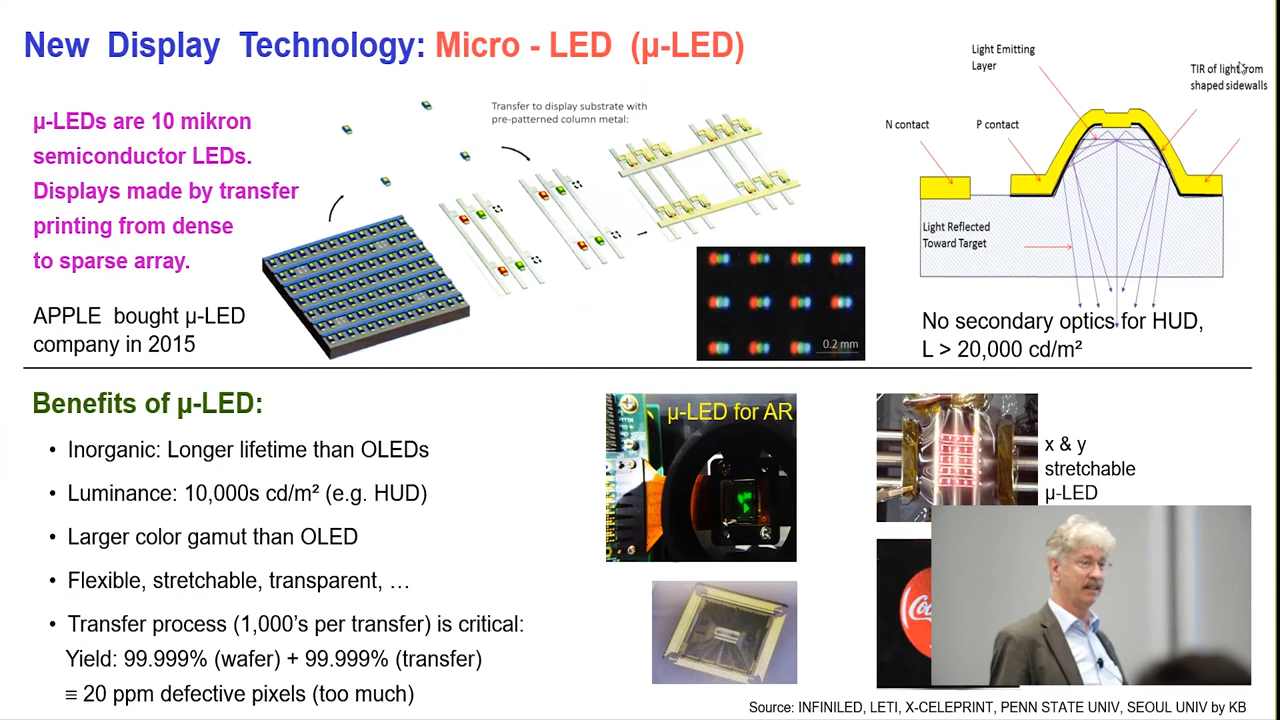 New Display Technology: Micro - LED (µ-LED)
µ-LEDs are 10 mikron
semiconductor LEDs.
Displays made by transfer
printing from dense
to sparse array.
APPLE bought µ-LED
company in 2015
Transfer to display substrate with
pre-patterned column metal:
0.2 mm
Light Emitting
Layer
TIR of light from
shaped sidewalls
N contact
P contact
Light Reflected
Toward Target
No secondary optics for HUD,
L > 20,000 cd/m²
Benefits of µ-LED:
• Inorganic: Longer lifetime than OLEDs
• Luminance: 10,000s cd/m² (e.g. HUD)
• Larger color gamut than OLED
• Flexible, stretchable, transparent, …
• Transfer process (1,000’s per transfer) is critical:
Yield: 99.999% (wafer) + 99.999% (transfer)
≡ 20 ppm defective pixels (too much)
µ-LED for AR
x & y
stretchable
µ-LED
Source: INFINILED, LETI, X-CELEPRINT, PENN STATE UNIV, SEOUL UNIV by KB